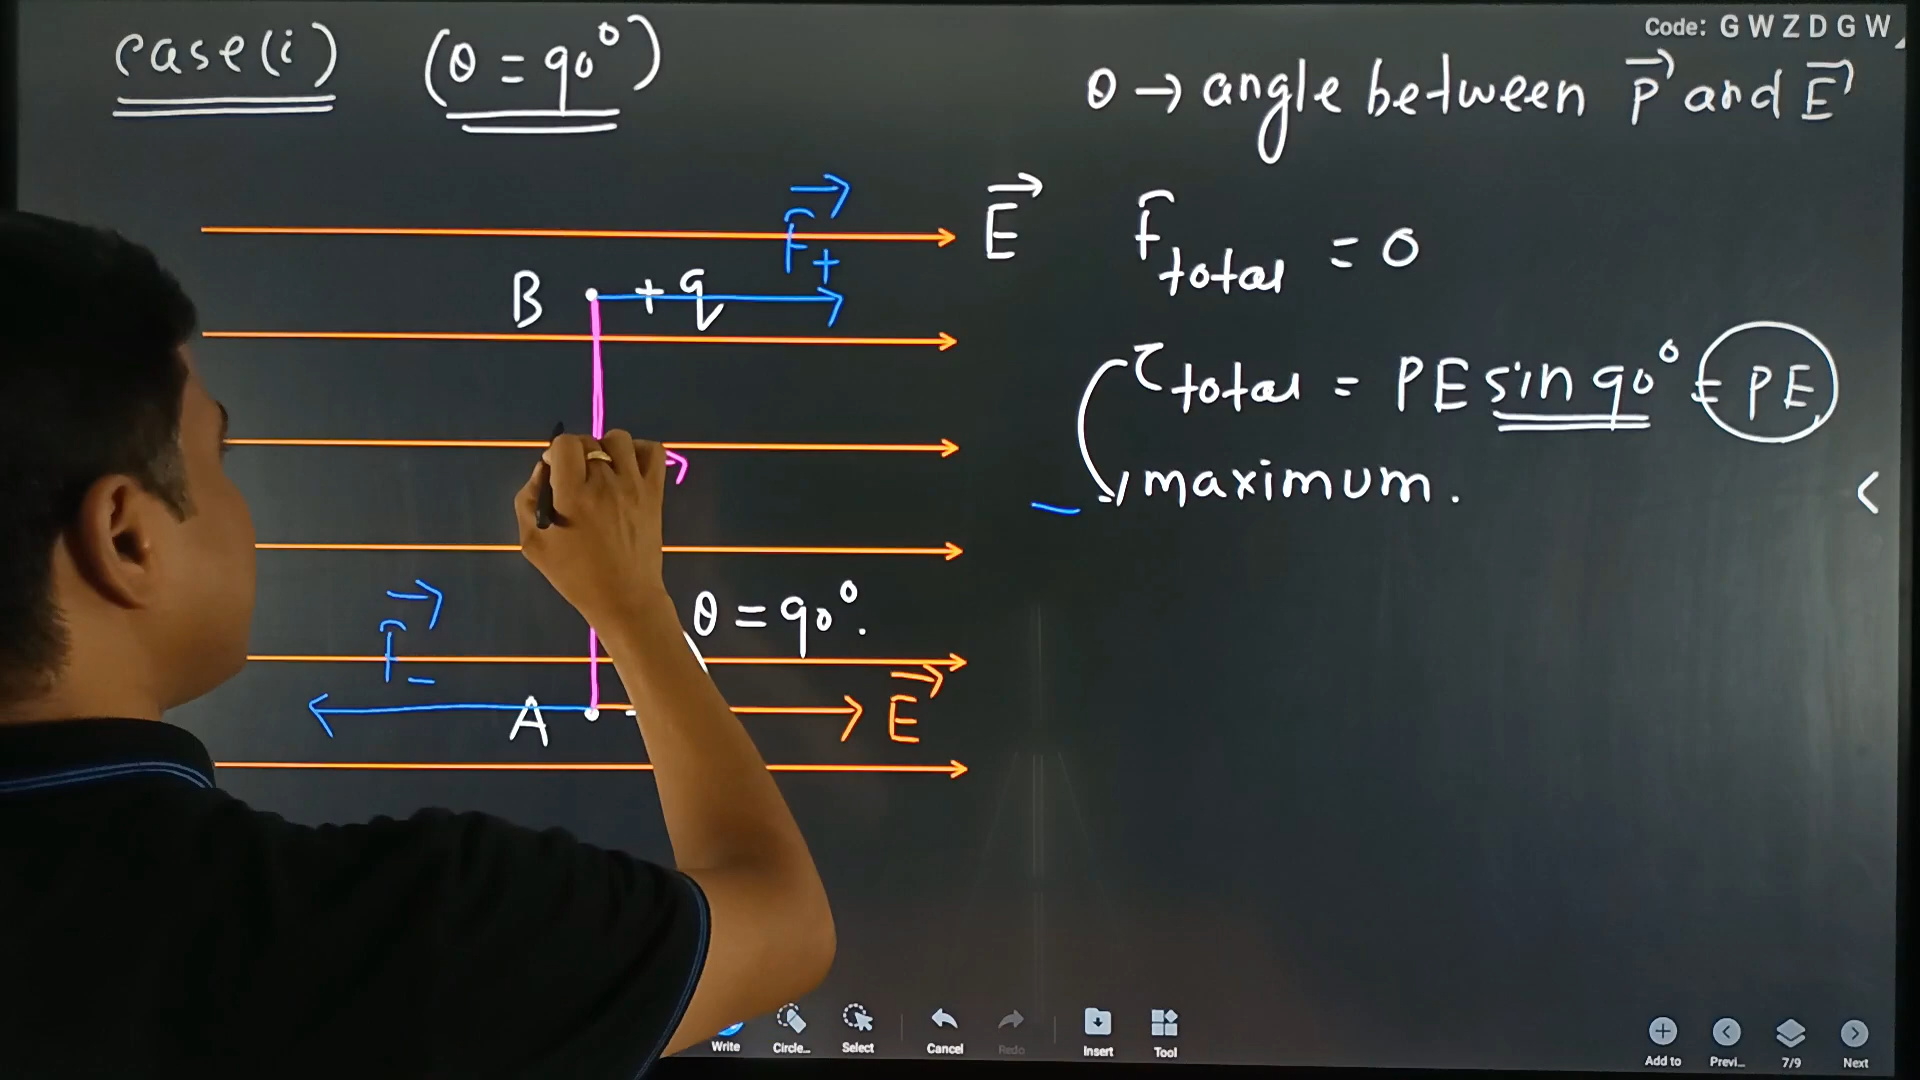 Code: GWZDGW
case(i) (θ = 90°)
θ → angle between P⃗ and E⃗
F⃗₊
E⃗
F total = 0
B +q
τ total = PE sin 90° = PE
maximum.
θ = 90°.
F⃗₋
A -
E⃗
Write Circle... Select Cancel Redo Insert Tool
Add to Previ... 7/9 Next